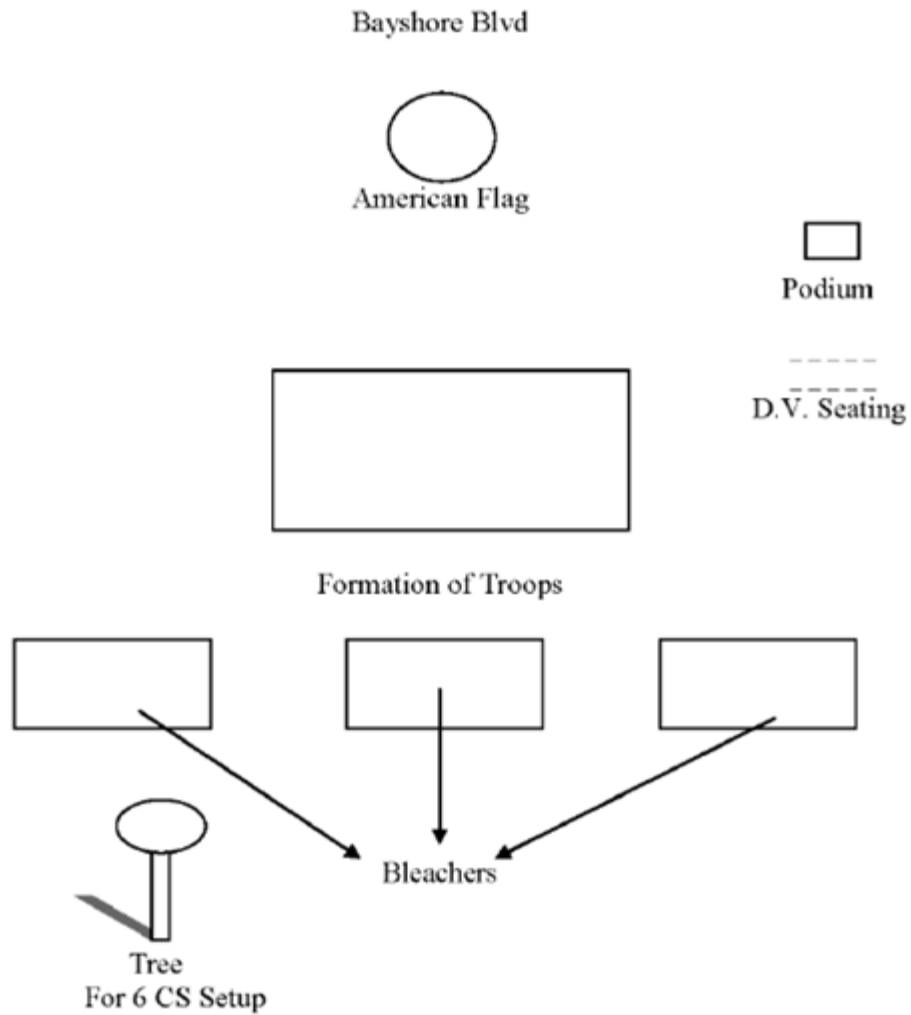 Bayshore Blvd
American Flag
Podium
D.V. Seating
Formation of Troops
Bleachers
Tree
For 6 CS Setup